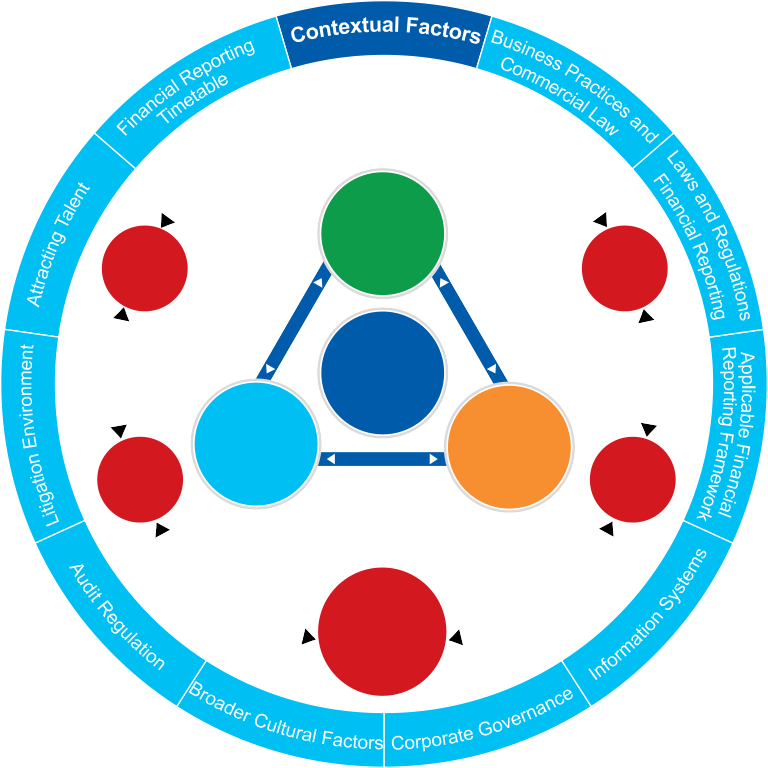 Contextual Factors
Business Practices and
Commercial Law
Laws and Regulations
Financial Reporting
Applicable Financial
Reporting Framework
Information Systems
Corporate Governance
Broader Cultural Factors
Audit Regulation
Litigation Environment
Attracting Talent
Financial Reporting
Timetable